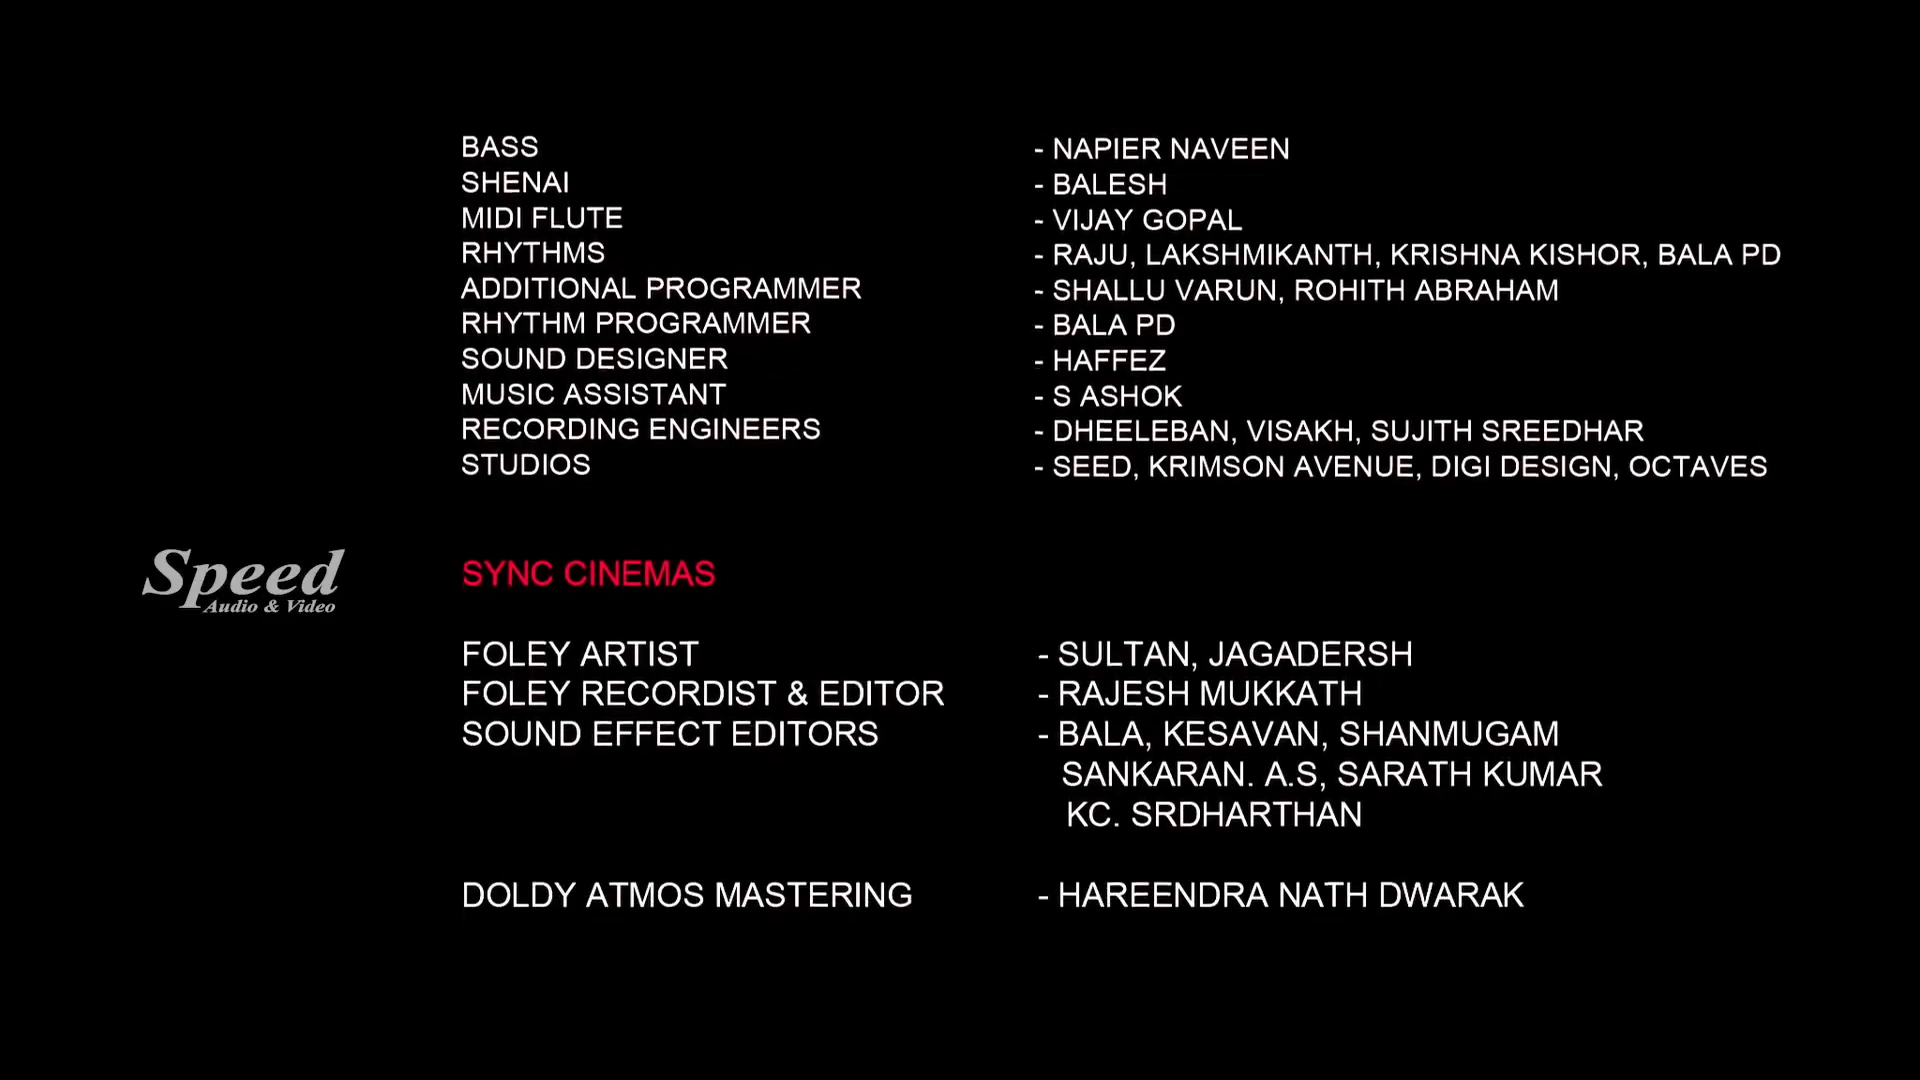 BASS - NAPIER NAVEEN
SHENAI - BALESH
MIDI FLUTE - VIJAY GOPAL
RHYTHMS - RAJU, LAKSHMIKANTH, KRISHNA KISHOR, BALA PD
ADDITIONAL PROGRAMMER - SHALLU VARUN, ROHITH ABRAHAM
RHYTHM PROGRAMMER - BALA PD
SOUND DESIGNER - HAFFEZ
MUSIC ASSISTANT - S ASHOK
RECORDING ENGINEERS - DHEELEBAN, VISAKH, SUJITH SREEDHAR
STUDIOS - SEED, KRIMSON AVENUE, DIGI DESIGN, OCTAVES
Speed
Audio & Video
SYNC CINEMAS
FOLEY ARTIST - SULTAN, JAGADERSH
FOLEY RECORDIST & EDITOR - RAJESH MUKKATH
SOUND EFFECT EDITORS - BALA, KESAVAN, SHANMUGAM
SANKARAN. A.S, SARATH KUMAR
KC. SRDHARTHAN
DOLDY ATMOS MASTERING - HAREENDRA NATH DWARAK